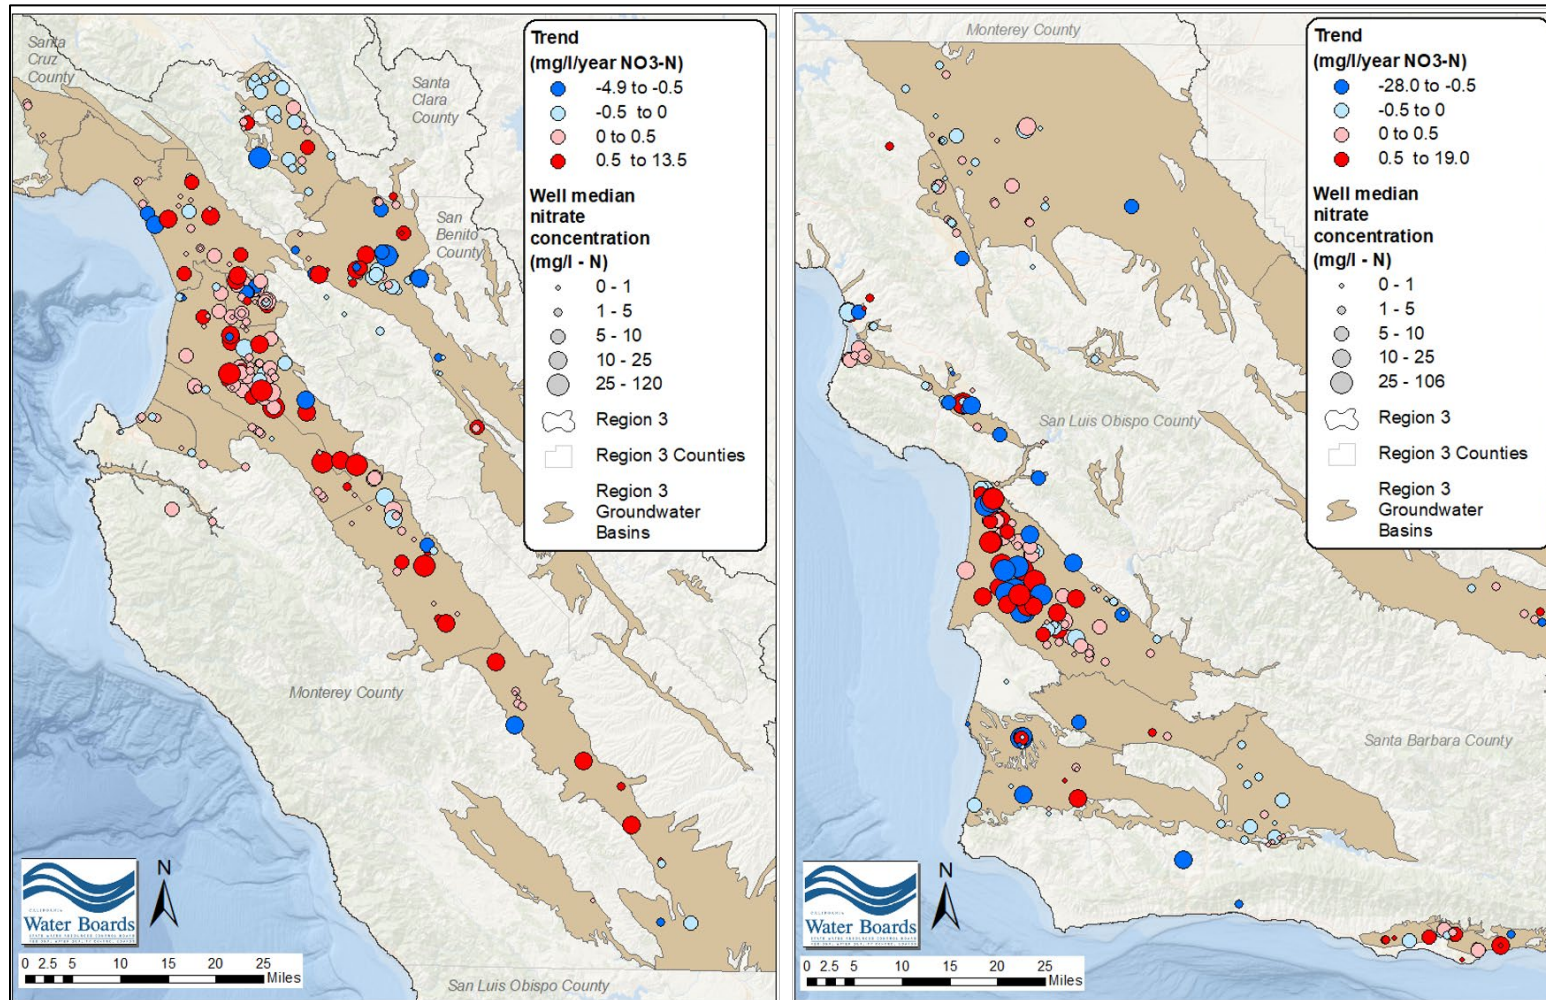 Santa
Cruz
County
Santa
Clara
County
San
Benito
County
Monterey County
San Luis Obispo County
Trend
(mg/l/year NO3-N)
-4.9 to -0.5
-0.5 to 0
0 to 0.5
0.5 to 13.5
Well median
nitrate
concentration
(mg/l - N)
0 - 1
1 - 5
5 - 10
10 - 25
25 - 120
Region 3
Region 3 Counties
Region 3
Groundwater
Basins
CALIFORNIA
Water Boards
N
0 2.5 5 10 15 20 25
Miles
Monterey County
San Luis Obispo County
Santa Barbara County
Trend
(mg/l/year NO3-N)
-28.0 to -0.5
-0.5 to 0
0 to 0.5
0.5 to 19.0
Well median
nitrate
concentration
(mg/l - N)
0 - 1
1 - 5
5 - 10
10 - 25
25 - 106
Region 3
Region 3 Counties
Region 3
Groundwater
Basins
CALIFORNIA
Water Boards
N
0 2.5 5 10 15 20 25
Miles